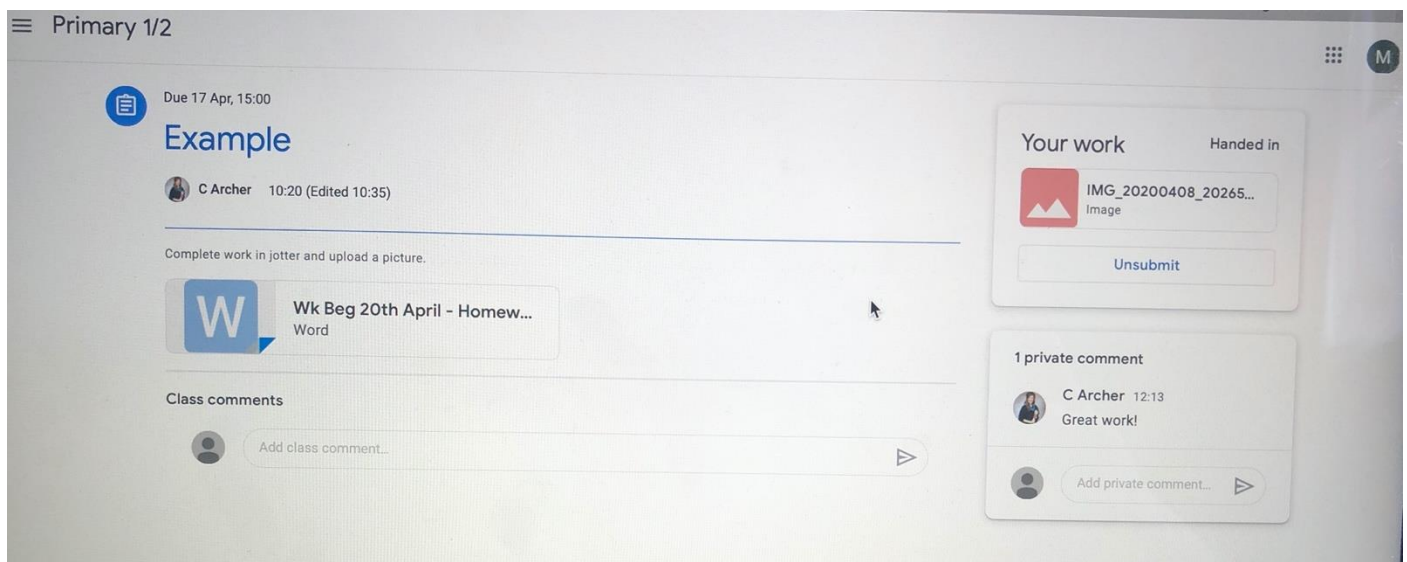 Primary 1/2
M
Due 17 Apr, 15:00
Example
C Archer 10:20 (Edited 10:35)
Complete work in jotter and upload a picture.
W
Wk Beg 20th April - Homew...
Word
Class comments
Add class comment...
Your work Handed in
IMG_20200408_20265...
Image
Unsubmit
1 private comment
C Archer 12:13
Great work!
Add private comment...